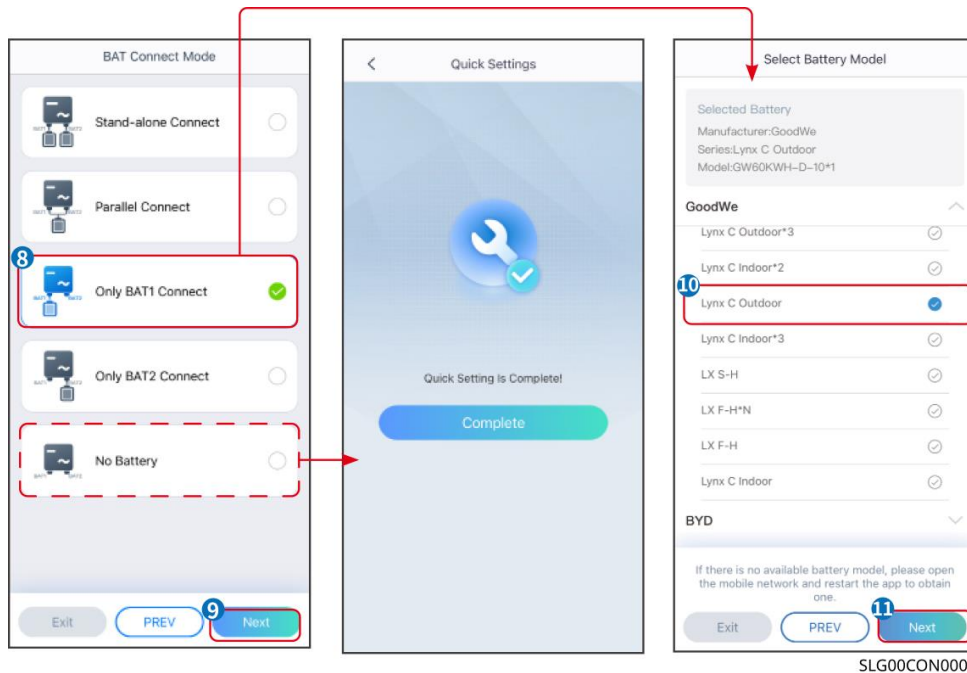 BAT Connect Mode
Stand-alone Connect
Parallel Connect
8
Only BAT1 Connect
Only BAT2 Connect
No Battery
Exit
PREV
9
Next
Quick Settings
Quick Setting Is Complete!
Complete
Select Battery Model
Selected Battery
Manufacturer:GoodWe
Series:Lynx C Outdoor
Model:GW60KWH-D-10*1
GoodWe
Lynx C Outdoor*3
Lynx C Indoor*2
10
Lynx C Outdoor
Lynx C Indoor*3
LX S-H
LX F-H*N
LX F-H
Lynx C Indoor
BYD
If there is no available battery model, please open
the mobile network and restart the app to obtain
one.
Exit
PREV
11
Next
SLG00CON000